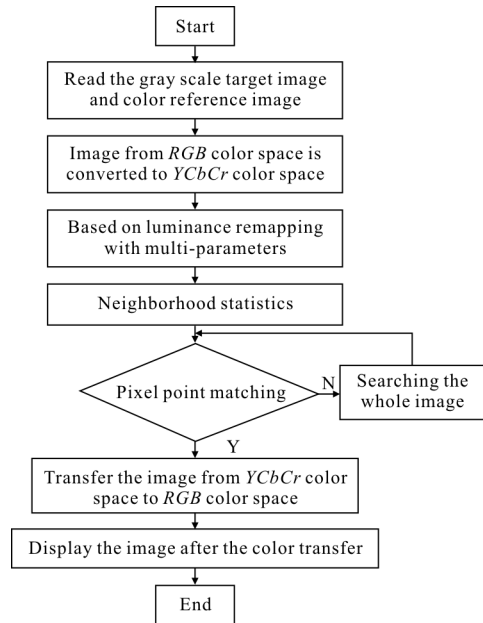 Start
Read the gray scale target image
and color reference image
Image from RGB color space is
converted to YCbCr color space
Based on luminance remapping
with multi-parameters
Neighborhood statistics
Pixel point matching
N
Searching the
whole image
Y
Transfer the image from YCbCr color
space to RGB color space
Display the image after the color transfer
End